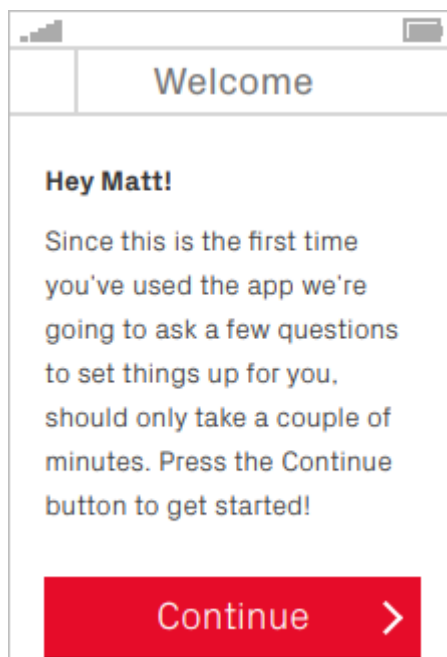 Welcome
Hey Matt!
Since this is the first time
you've used the app we're
going to ask a few questions
to set things up for you,
should only take a couple of
minutes. Press the Continue
button to get started!
Continue